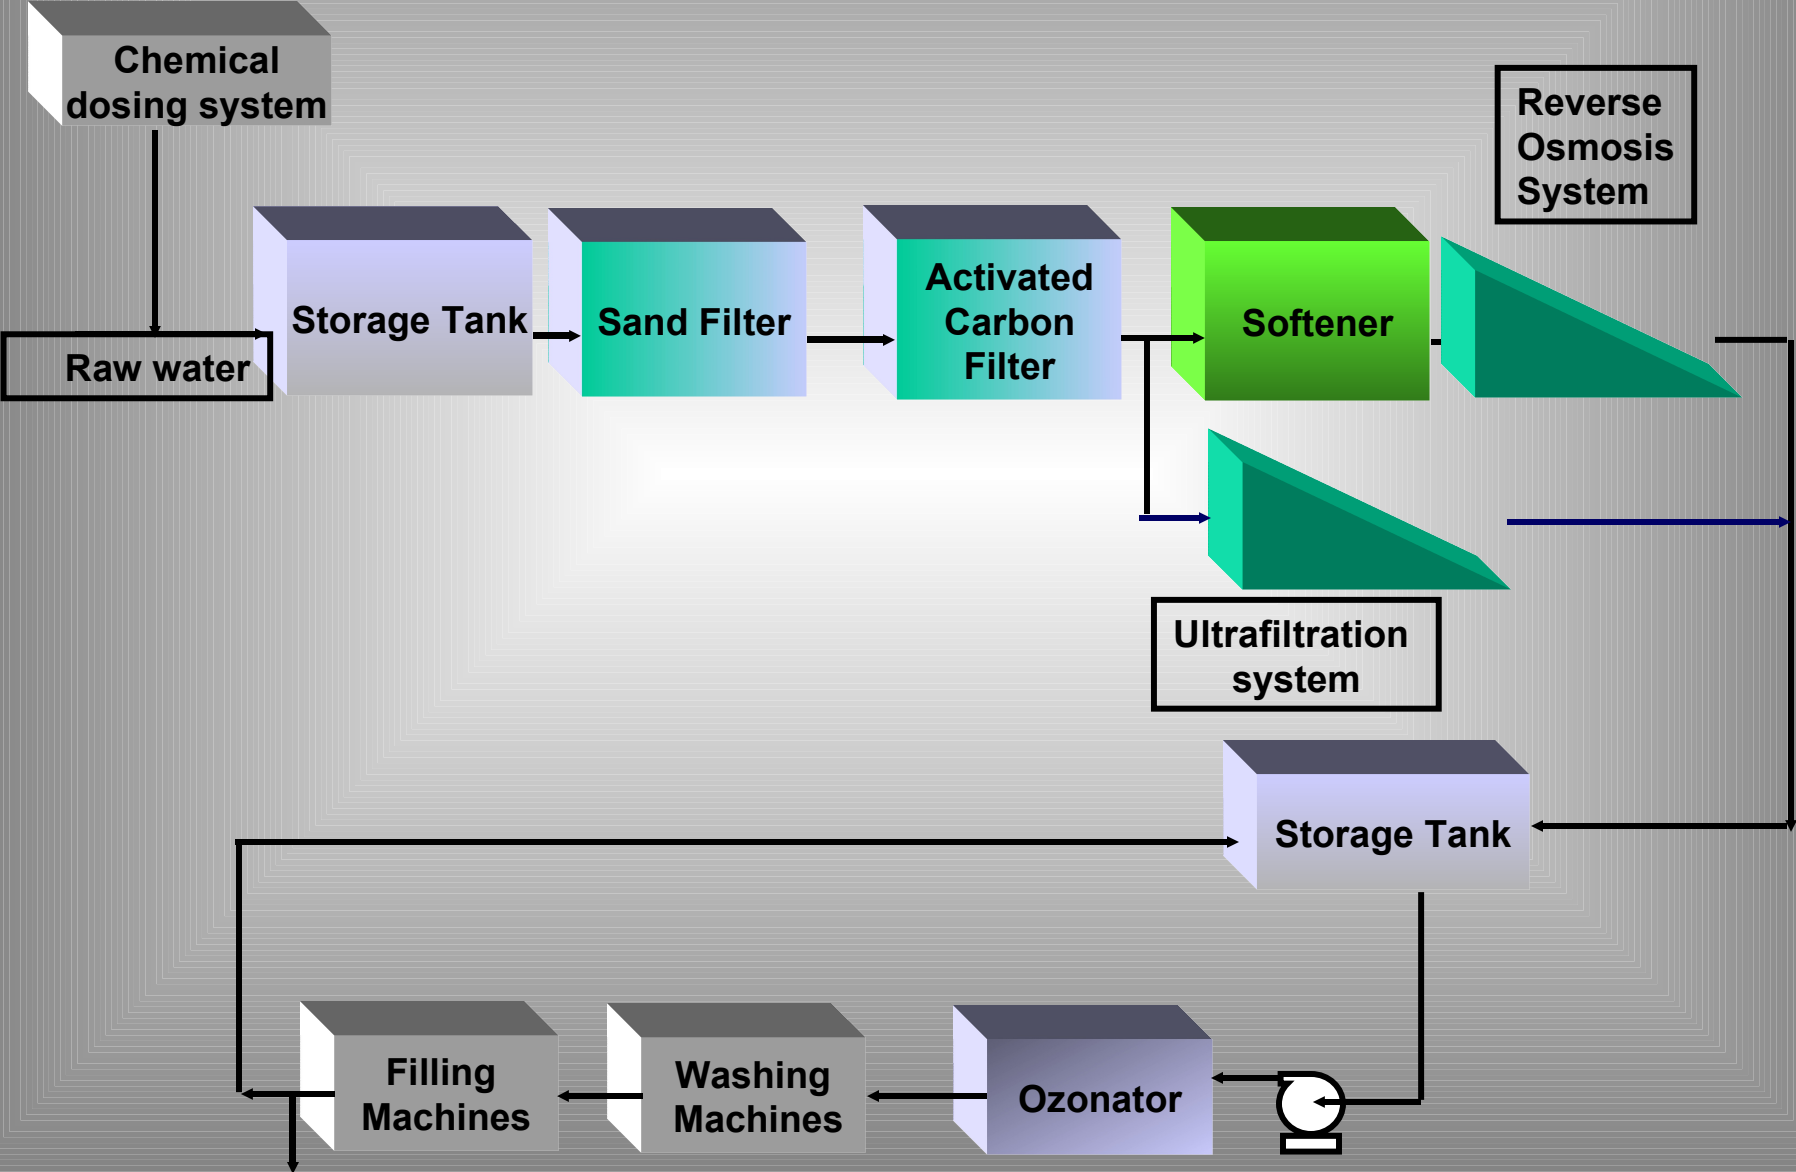 Chemical
dosing system
Reverse
Osmosis
System
Storage Tank
Sand Filter
Activated
Carbon
Filter
Softener
Raw water
Ultrafiltration
system
Storage Tank
Filling
Machines
Washing
Machines
Ozonator